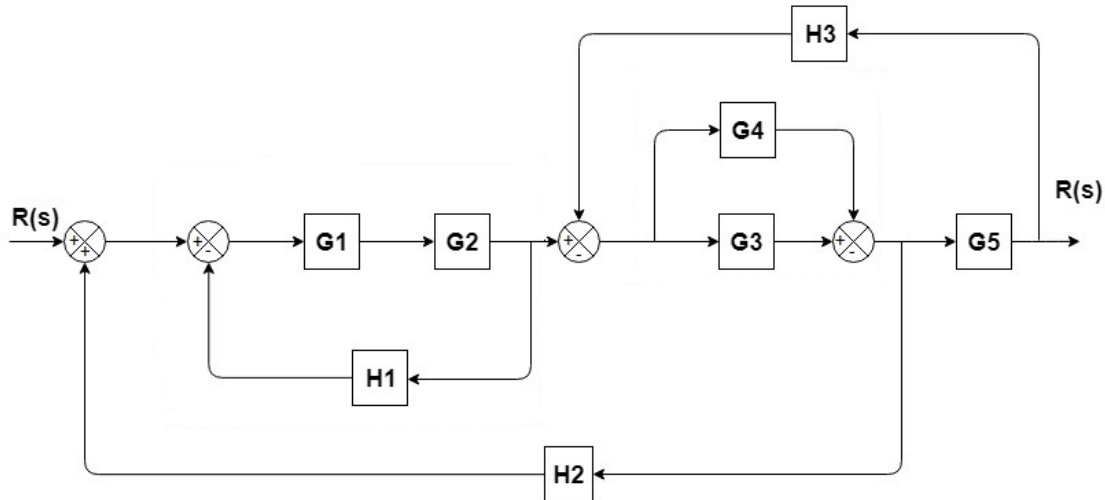 H3
G4
R(s)
R(s)
+
+
+
-
G1
G2
+
-
G3
+
-
G5
H1
H2